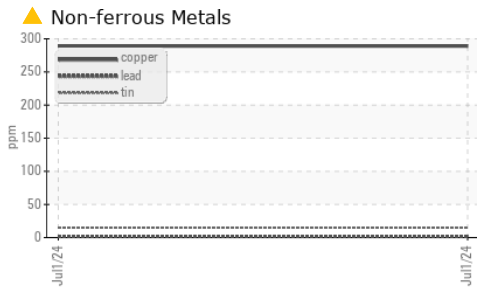 Non-ferrous Metals
300
250
200
150
100
50
0
ppm
copper
lead
tin
Jul1/24
Jul1/24